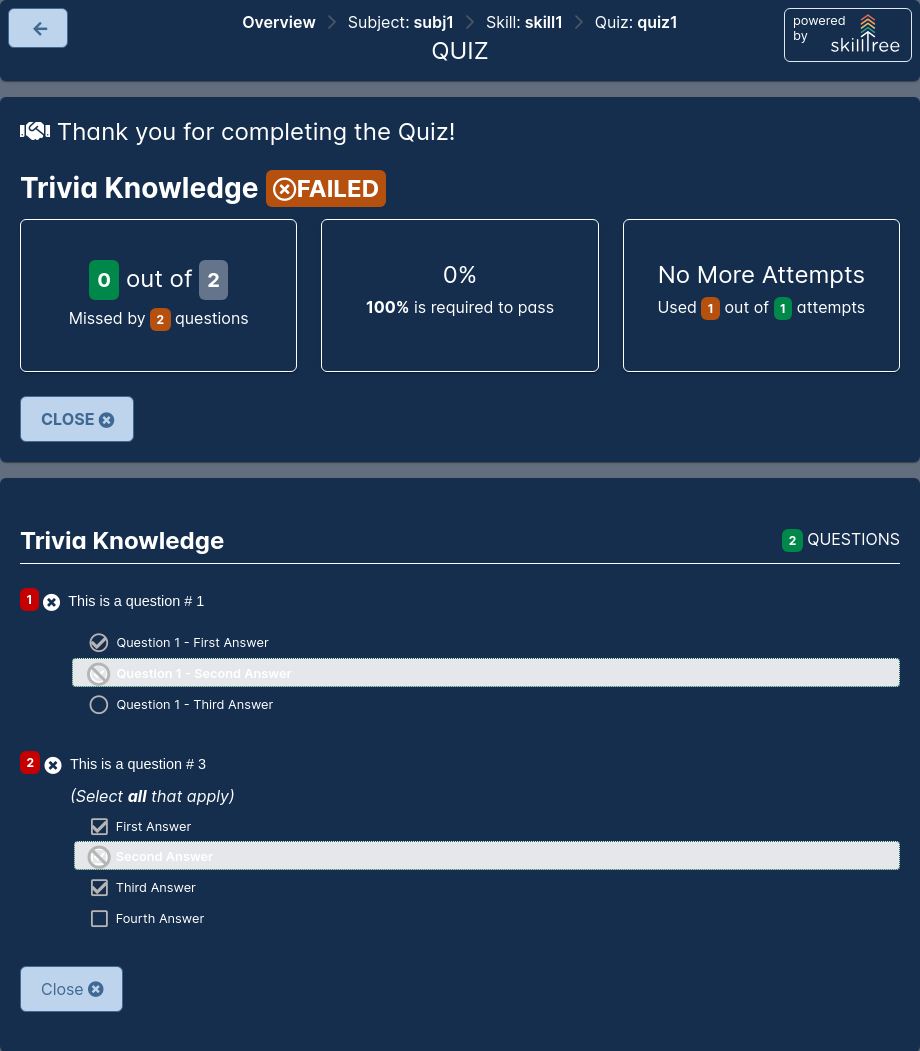 Overview Subject: subj1 Skill: skill1 Quiz: quiz1
QUIZ
powered by skilltree
Thank you for completing the Quiz!
Trivia Knowledge FAILED
0 out of 2
Missed by 2 questions
0%
100% is required to pass
No More Attempts
Used 1 out of 1 attempts
CLOSE
Trivia Knowledge
2 QUESTIONS
1 This is a question # 1
Question 1 - First Answer
Question 1 - Second Answer
Question 1 - Third Answer
2 This is a question # 3
(Select all that apply)
First Answer
Second Answer
Third Answer
Fourth Answer
Close